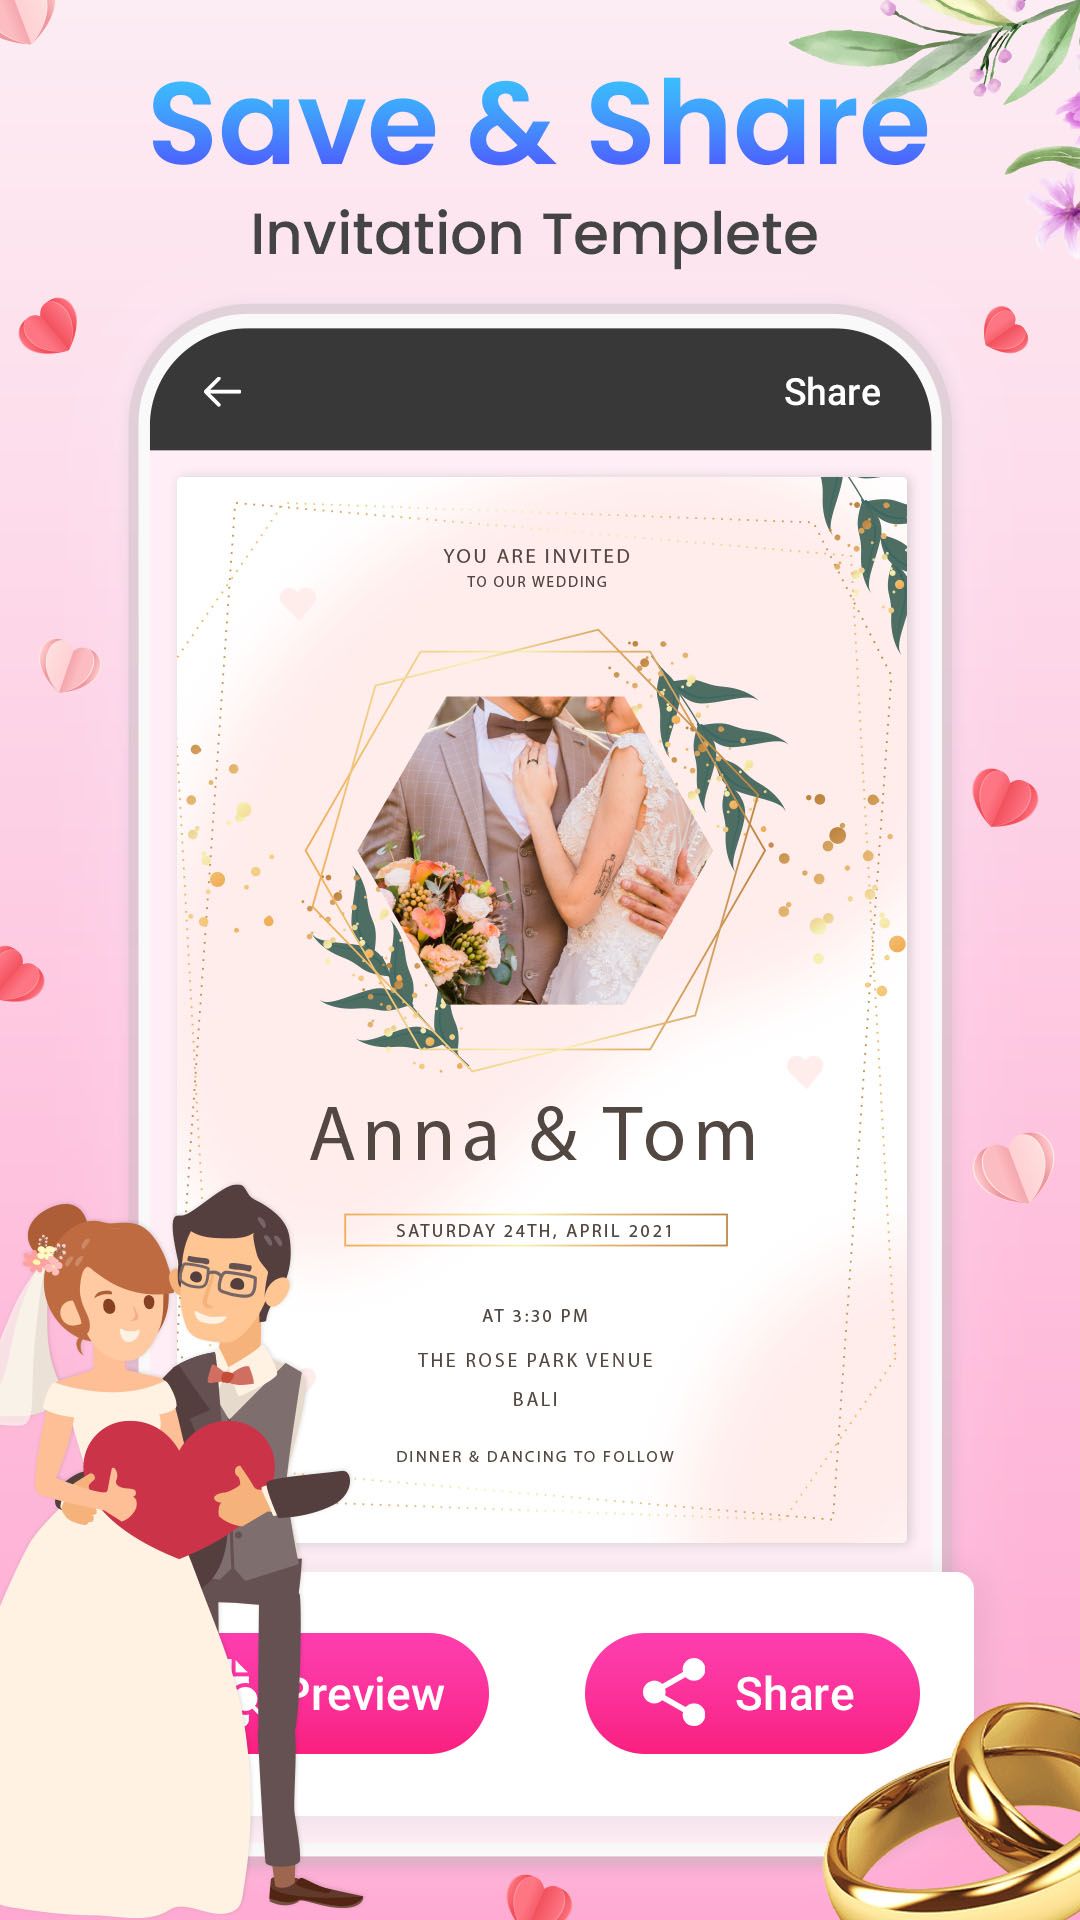 Save & Share
Invitation Templete
Share
YOU ARE INVITED
TO OUR WEDDING
Anna & Tom
SATURDAY 24TH, APRIL 2021
AT 3:30 PM
THE ROSE PARK VENUE
BALI
DINNER & DANCING TO FOLLOW
Preview
Share